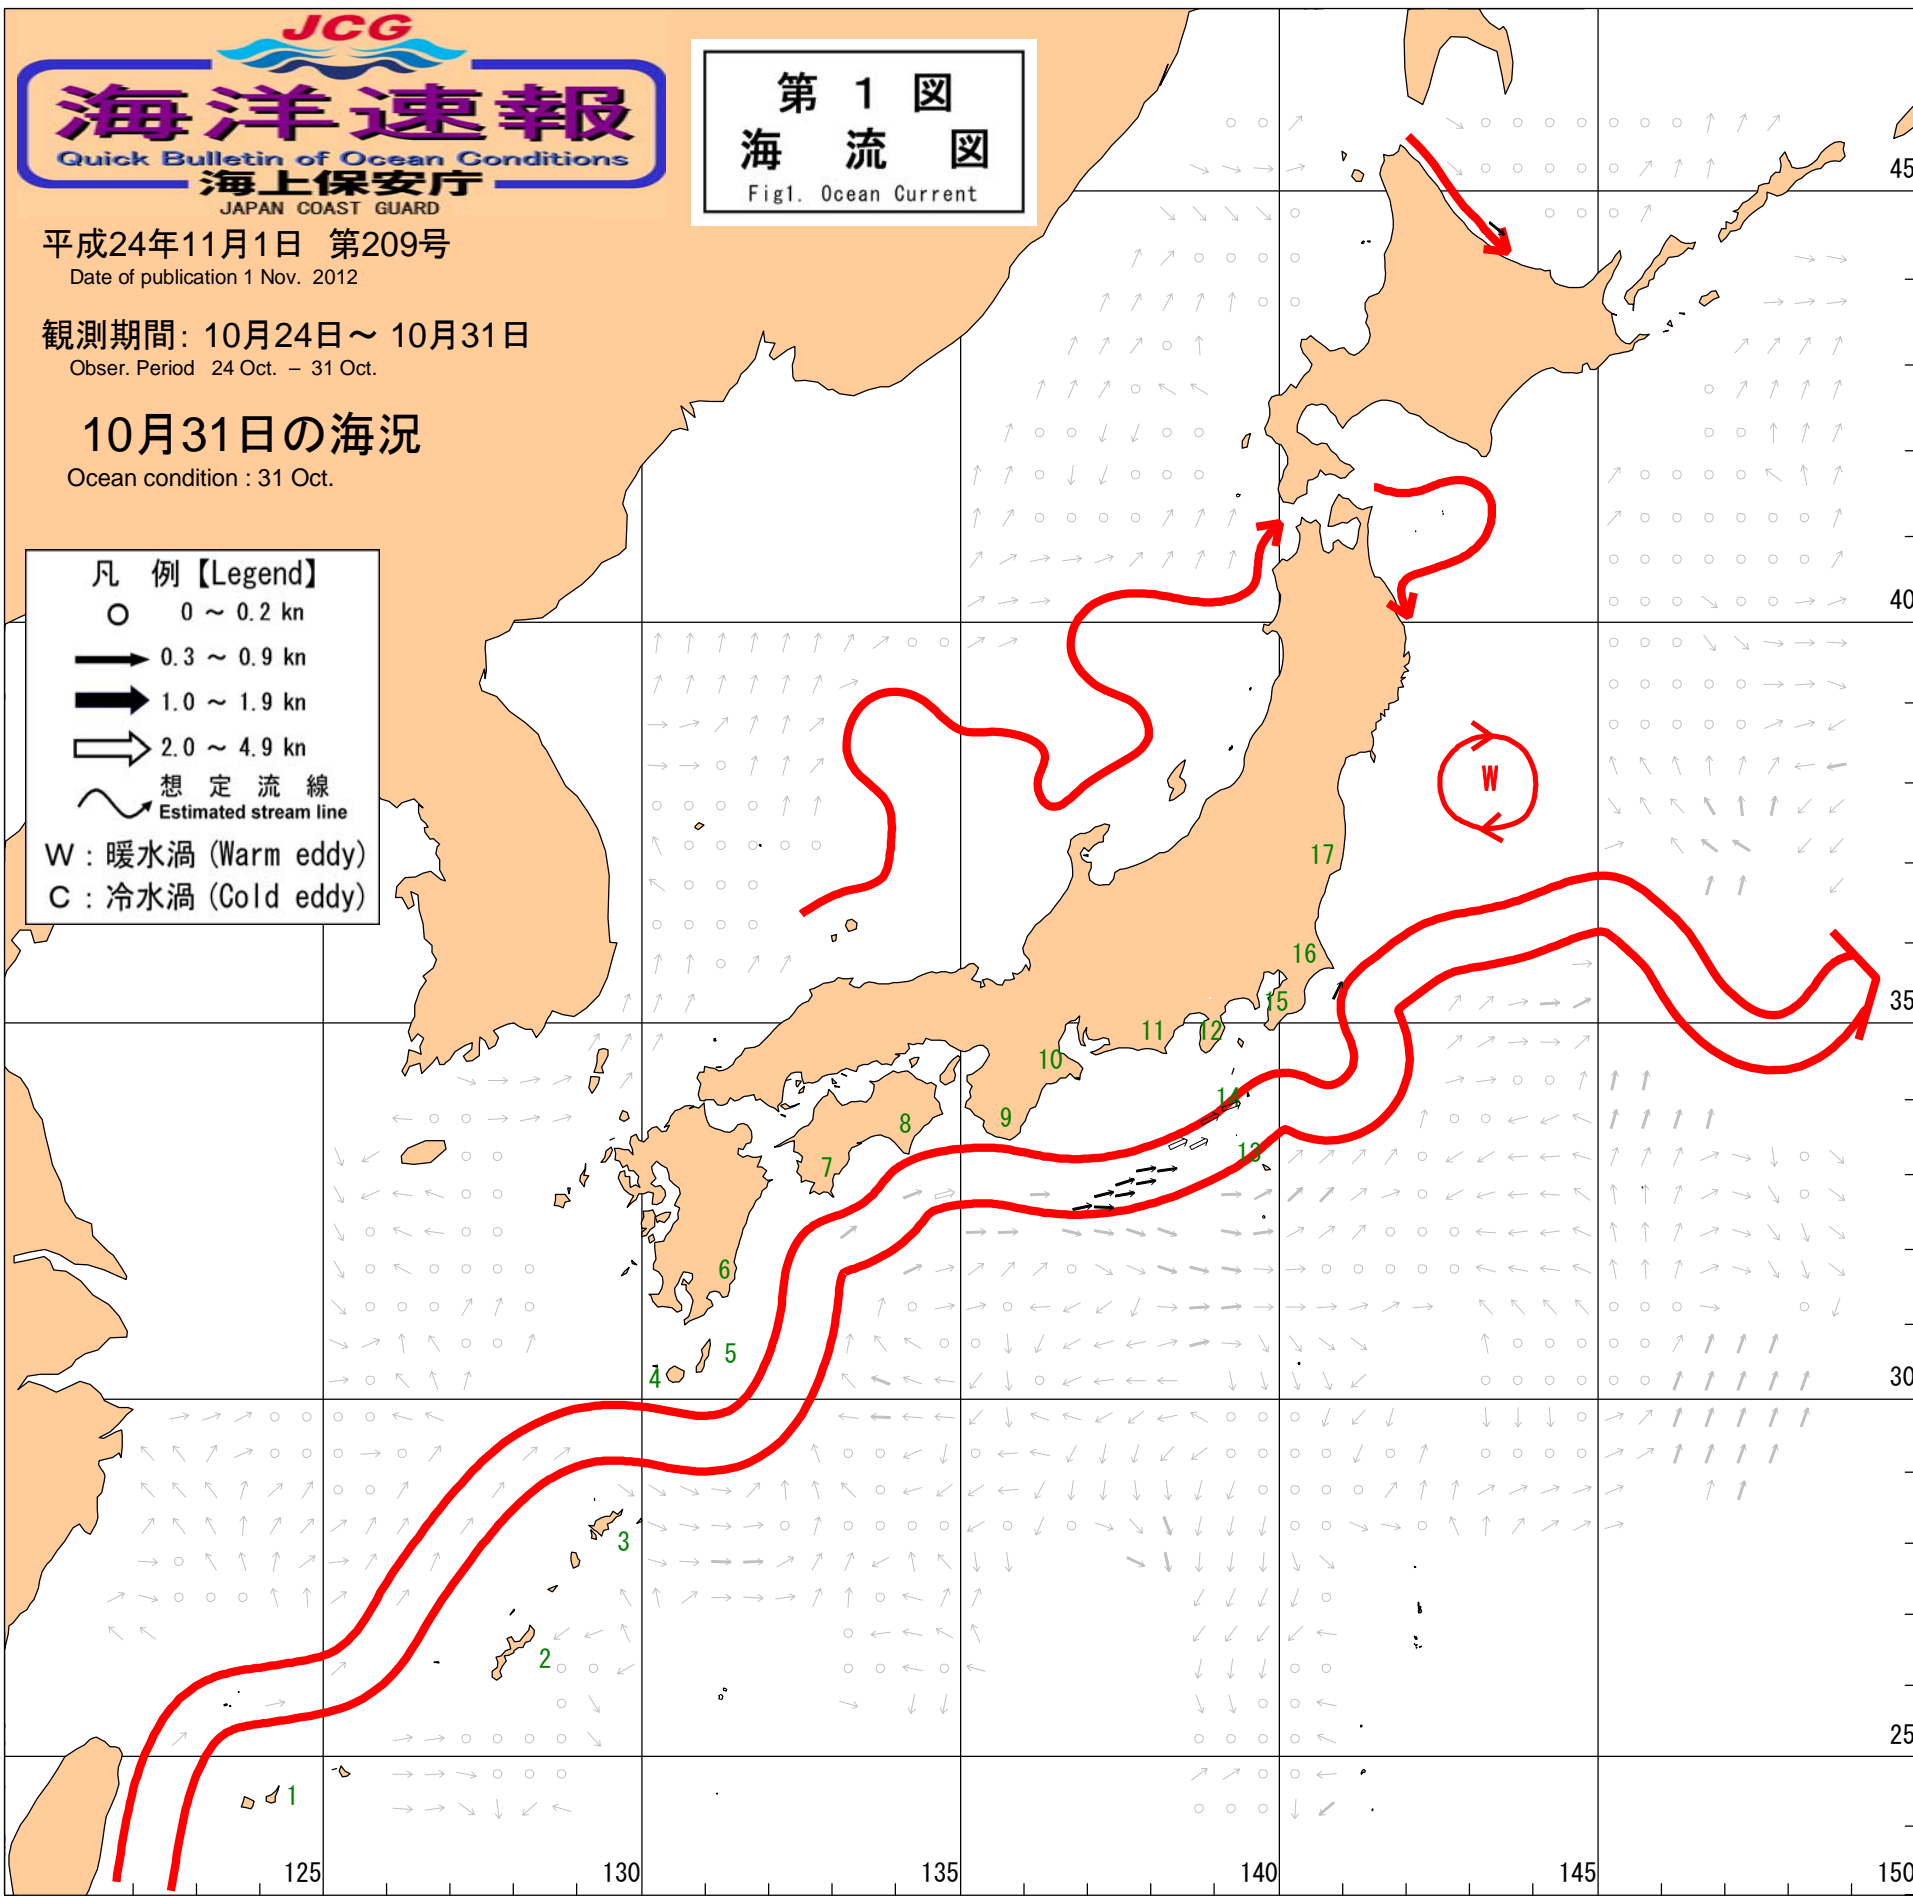 JCG
海洋速報
Quick Bulletin of Ocean Conditions
海上保安庁
JAPAN COAST GUARD
第 1 図
海 流 図
Fig1. Ocean Current
平成24年11月1日 第209号
Date of publication 1 Nov. 2012
観測期間: 10月24日～ 10月31日
Obser. Period 24 Oct. – 31 Oct.
10月31日の海況
Ocean condition : 31 Oct.
凡 例【Legend】
0 ～ 0.2 kn
0.3 ～ 0.9 kn
1.0 ～ 1.9 kn
2.0 ～ 4.9 kn
想 定 流 線
Estimated stream line
W : 暖水渦 (Warm eddy)
C : 冷水渦 (Cold eddy)
45
40
W
17
16
35
15
12
11
10
14
9
8
13
7
6
5
4
30
3
2
25
1
125
130
135
140
145
150